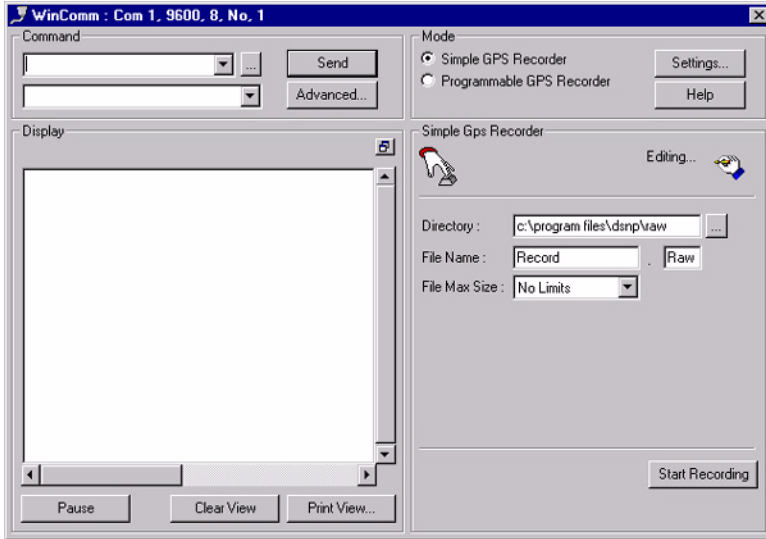 WinComm : Com 1, 9600, 8, No, 1
Command
... Send
Advanced...
Mode
Simple GPS Recorder
Programmable GPS Recorder
Settings...
Help
Display
Pause
Clear View
Print View...
Simple Gps Recorder
Editing...
Directory : c:\program files\dsnp\raw ...
File Name : Record . Raw
File Max Size : No Limits
Start Recording